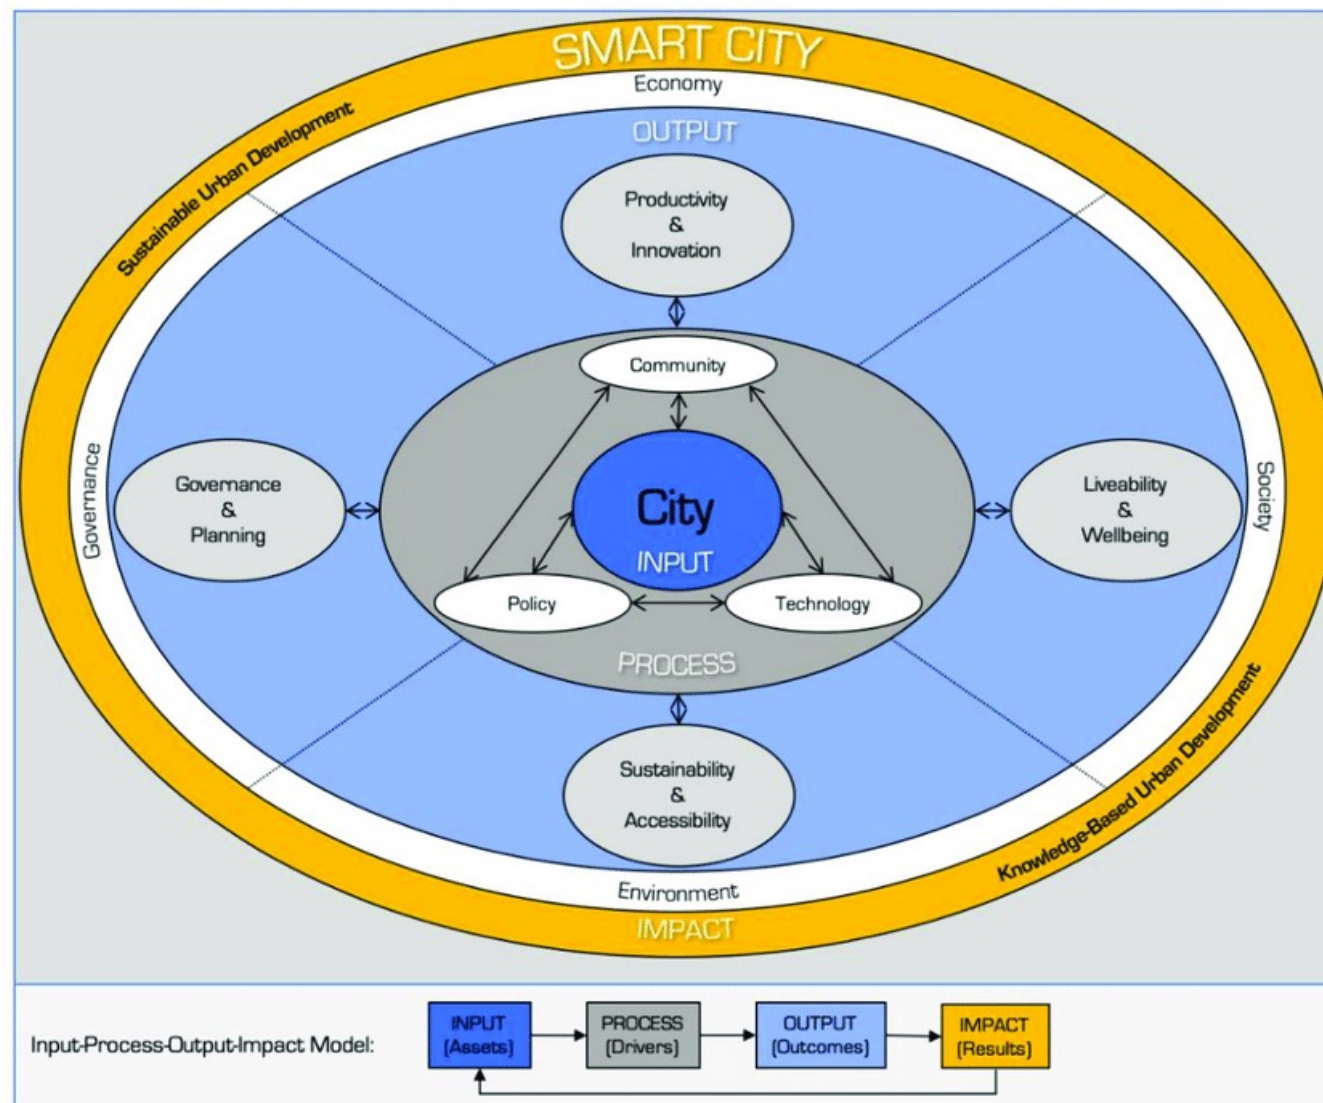 SMART CITY
Economy
Sustainable Urban Development
OUTPUT
Productivity
&
Innovation
Community
Governance
Governance
&
Planning
City
INPUT
Liveability
&
Wellbeing
Society
Policy
Technology
PROCESS
Sustainability
&
Accessibility
Knowledge-Based Urban Development
Environment
IMPACT
Input-Process-Output-Impact Model:
INPUT
(Assets)
PROCESS
(Drivers)
OUTPUT
(Outcomes)
IMPACT
(Results)